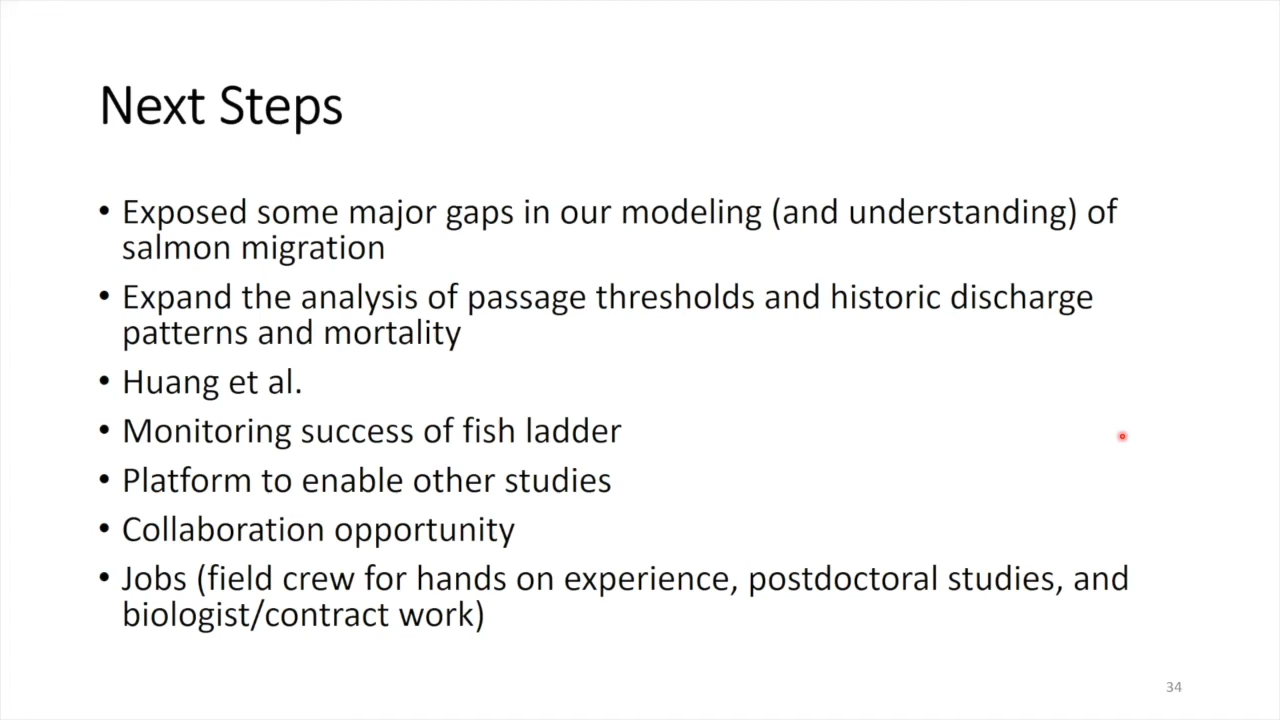 Next Steps
• Exposed some major gaps in our modeling (and understanding) of
salmon migration
• Expand the analysis of passage thresholds and historic discharge
patterns and mortality
• Huang et al.
• Monitoring success of fish ladder
• Platform to enable other studies
• Collaboration opportunity
• Jobs (field crew for hands on experience, postdoctoral studies, and
biologist/contract work)
34